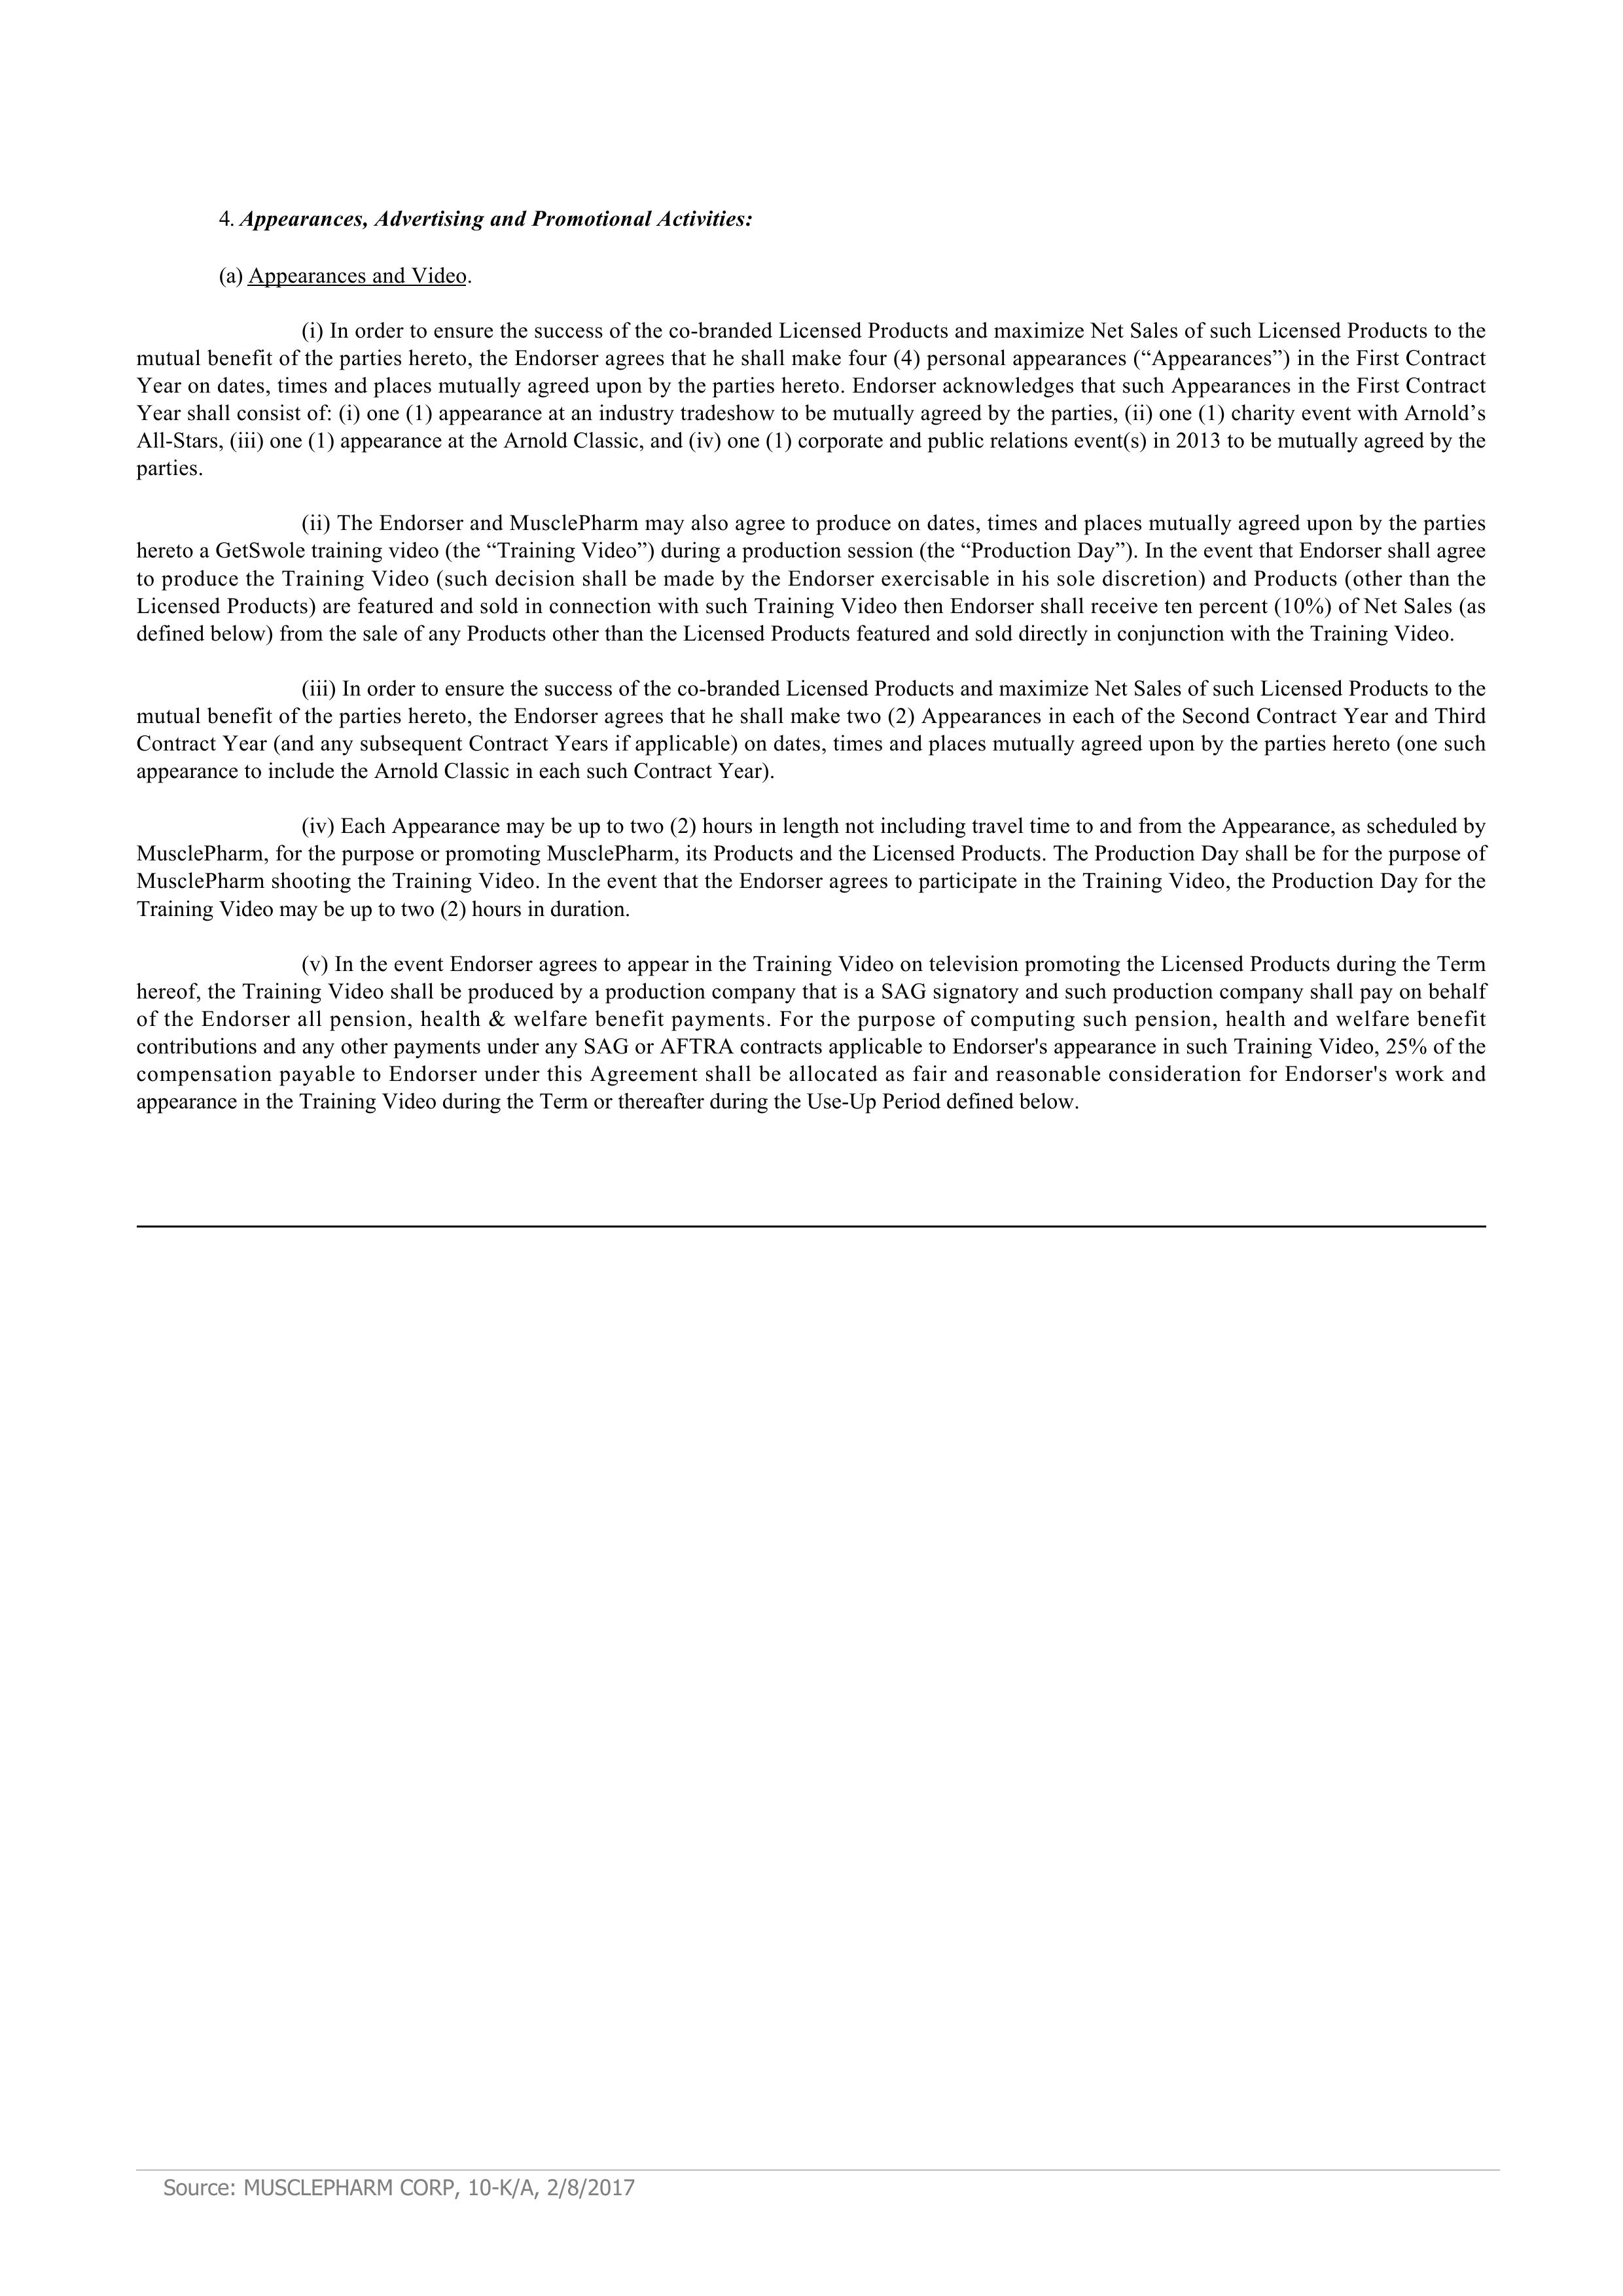 4. Appearances, Advertising and Promotional Activities:
(a) Appearances and Video.
(i) In order to ensure the success of the co-branded Licensed Products and maximize Net Sales of such Licensed Products to the
mutual benefit of the parties hereto, the Endorser agrees that he shall make four (4) personal appearances (“Appearances”) in the First Contract
Year on dates, times and places mutually agreed upon by the parties hereto. Endorser acknowledges that such Appearances in the First Contract
Year shall consist of: (i) one (1) appearance at an industry tradeshow to be mutually agreed by the parties, (ii) one (1) charity event with Arnold’s
All-Stars, (iii) one (1) appearance at the Arnold Classic, and (iv) one (1) corporate and public relations event(s) in 2013 to be mutually agreed by the
parties.
(ii) The Endorser and MusclePharm may also agree to produce on dates, times and places mutually agreed upon by the parties
hereto a GetSwole training video (the “Training Video”) during a production session (the “Production Day”). In the event that Endorser shall agree
to produce the Training Video (such decision shall be made by the Endorser exercisable in his sole discretion) and Products (other than the
Licensed Products) are featured and sold in connection with such Training Video then Endorser shall receive ten percent (10%) of Net Sales (as
defined below) from the sale of any Products other than the Licensed Products featured and sold directly in conjunction with the Training Video.
(iii) In order to ensure the success of the co-branded Licensed Products and maximize Net Sales of such Licensed Products to the
mutual benefit of the parties hereto, the Endorser agrees that he shall make two (2) Appearances in each of the Second Contract Year and Third
Contract Year (and any subsequent Contract Years if applicable) on dates, times and places mutually agreed upon by the parties hereto (one such
appearance to include the Arnold Classic in each such Contract Year).
(iv) Each Appearance may be up to two (2) hours in length not including travel time to and from the Appearance, as scheduled by
MusclePharm, for the purpose or promoting MusclePharm, its Products and the Licensed Products. The Production Day shall be for the purpose of
MusclePharm shooting the Training Video. In the event that the Endorser agrees to participate in the Training Video, the Production Day for the
Training Video may be up to two (2) hours in duration.
(v) In the event Endorser agrees to appear in the Training Video on television promoting the Licensed Products during the Term
hereof, the Training Video shall be produced by a production company that is a SAG signatory and such production company shall pay on behalf
of the Endorser all pension, health & welfare benefit payments. For the purpose of computing such pension, health and welfare benefit
contributions and any other payments under any SAG or AFTRA contracts applicable to Endorser's appearance in such Training Video, 25% of the
compensation payable to Endorser under this Agreement shall be allocated as fair and reasonable consideration for Endorser's work and
appearance in the Training Video during the Term or thereafter during the Use-Up Period defined below.
Source: MUSCLEPHARM CORP, 10-K/A, 2/8/2017